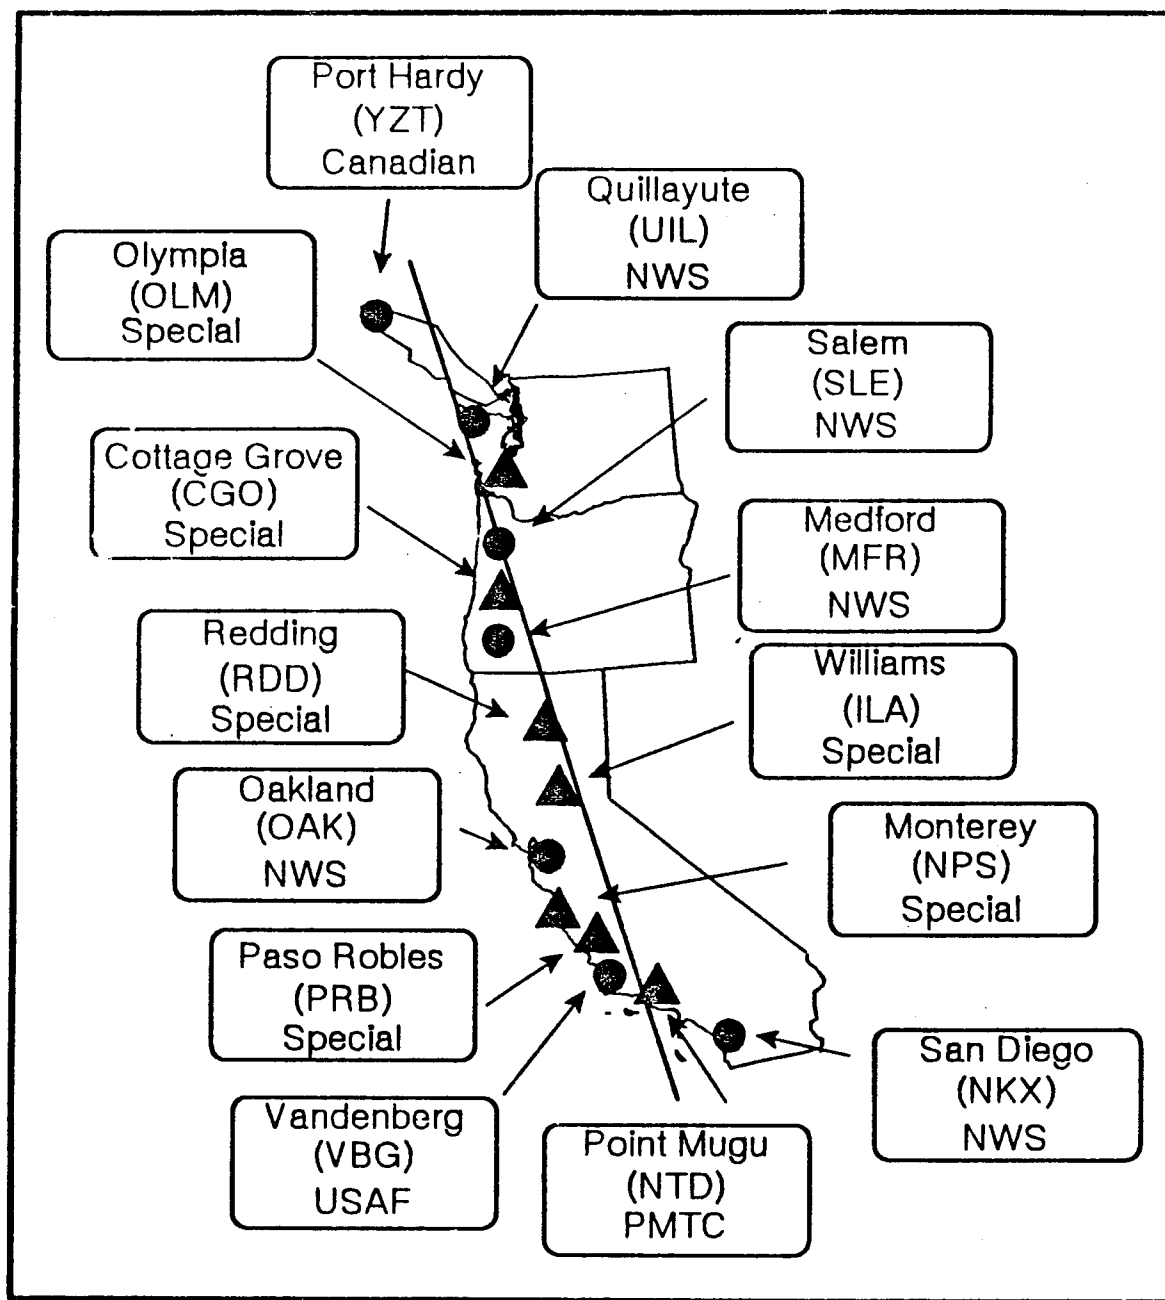 Port Hardy
(YZT)
Canadian
Quillayute
(UIL)
NWS
Olympia
(OLM)
Special
Salem
(SLE)
NWS
Cottage Grove
(CGO)
Special
Medford
(MFR)
NWS
Redding
(RDD)
Special
Williams
(ILA)
Special
Oakland
(OAK)
NWS
Monterey
(NPS)
Special
Paso Robles
(PRB)
Special
San Diego
(NKX)
NWS
Vandenberg
(VBG)
USAF
Point Mugu
(NTD)
PMTC